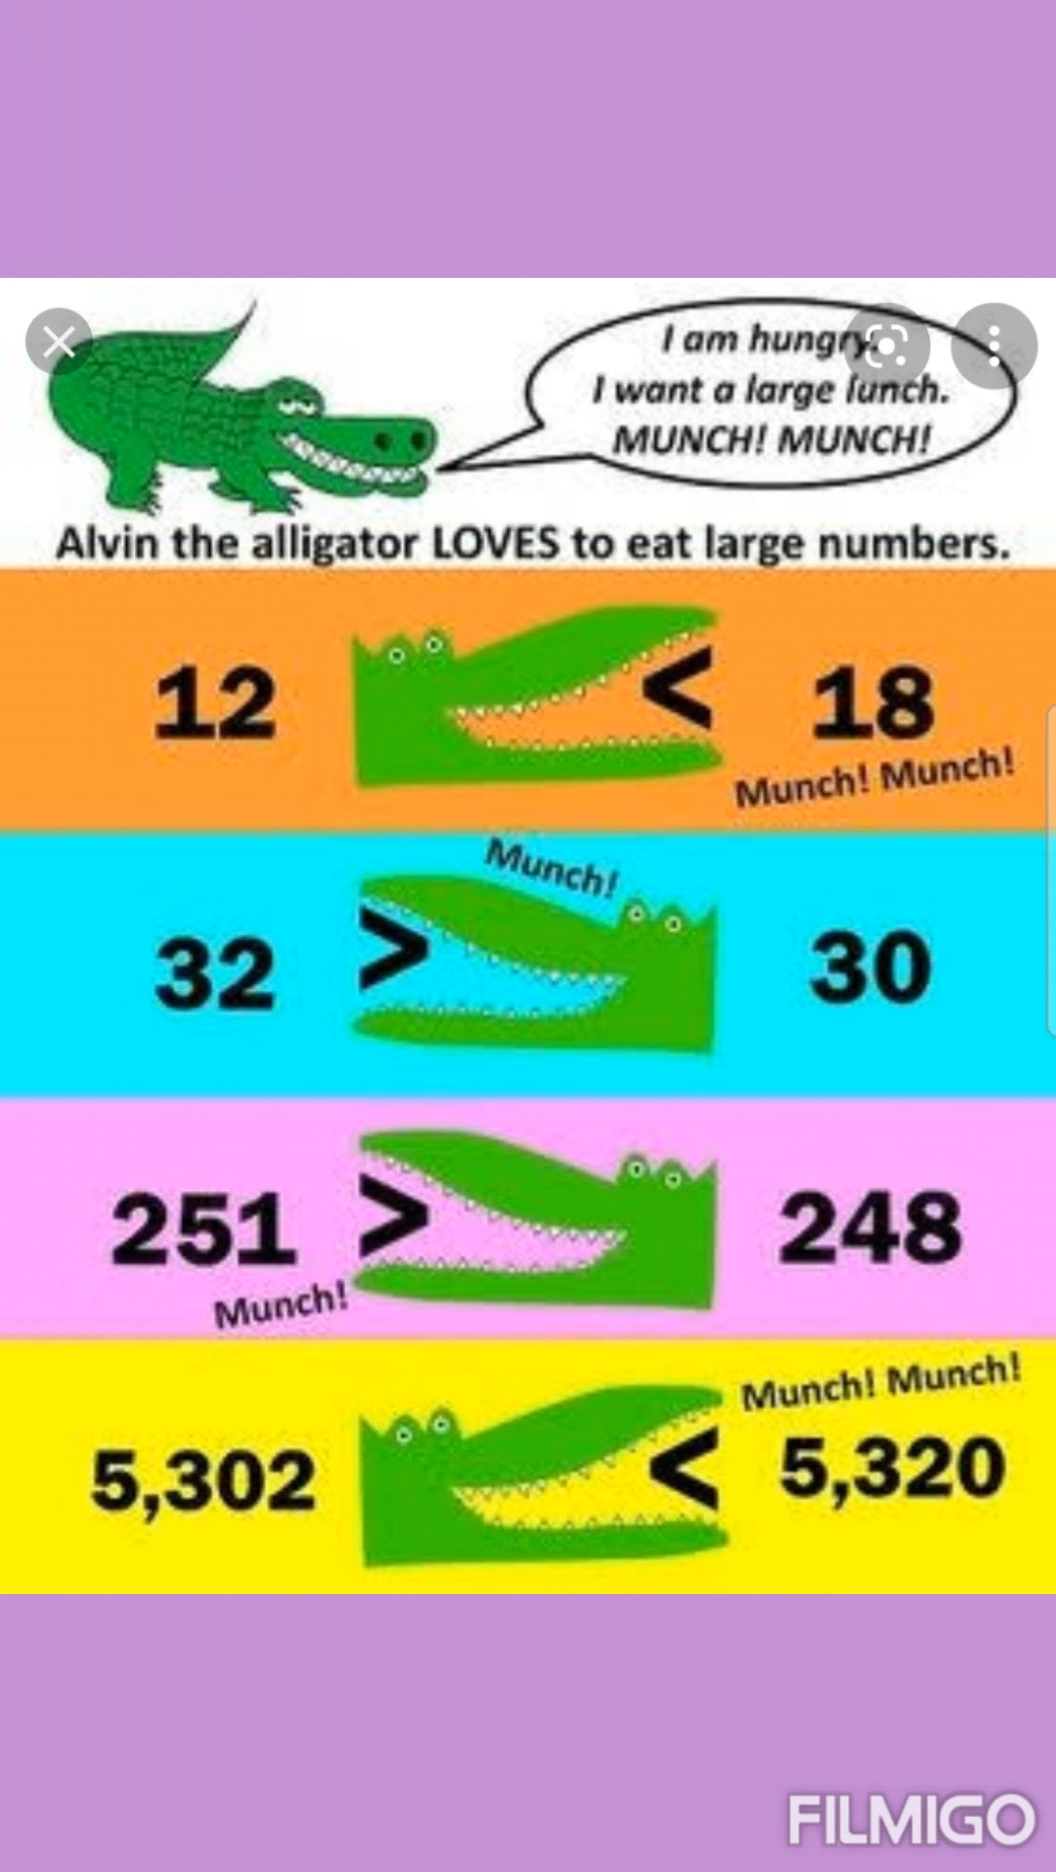 I am hungry.
I want a large lunch.
MUNCH! MUNCH!
Alvin the alligator LOVES to eat large numbers.
12 < 18
Munch! Munch!
Munch!
32 > 30
251 > 248
Munch!
Munch! Munch!
5,302 < 5,320
FILMIGO